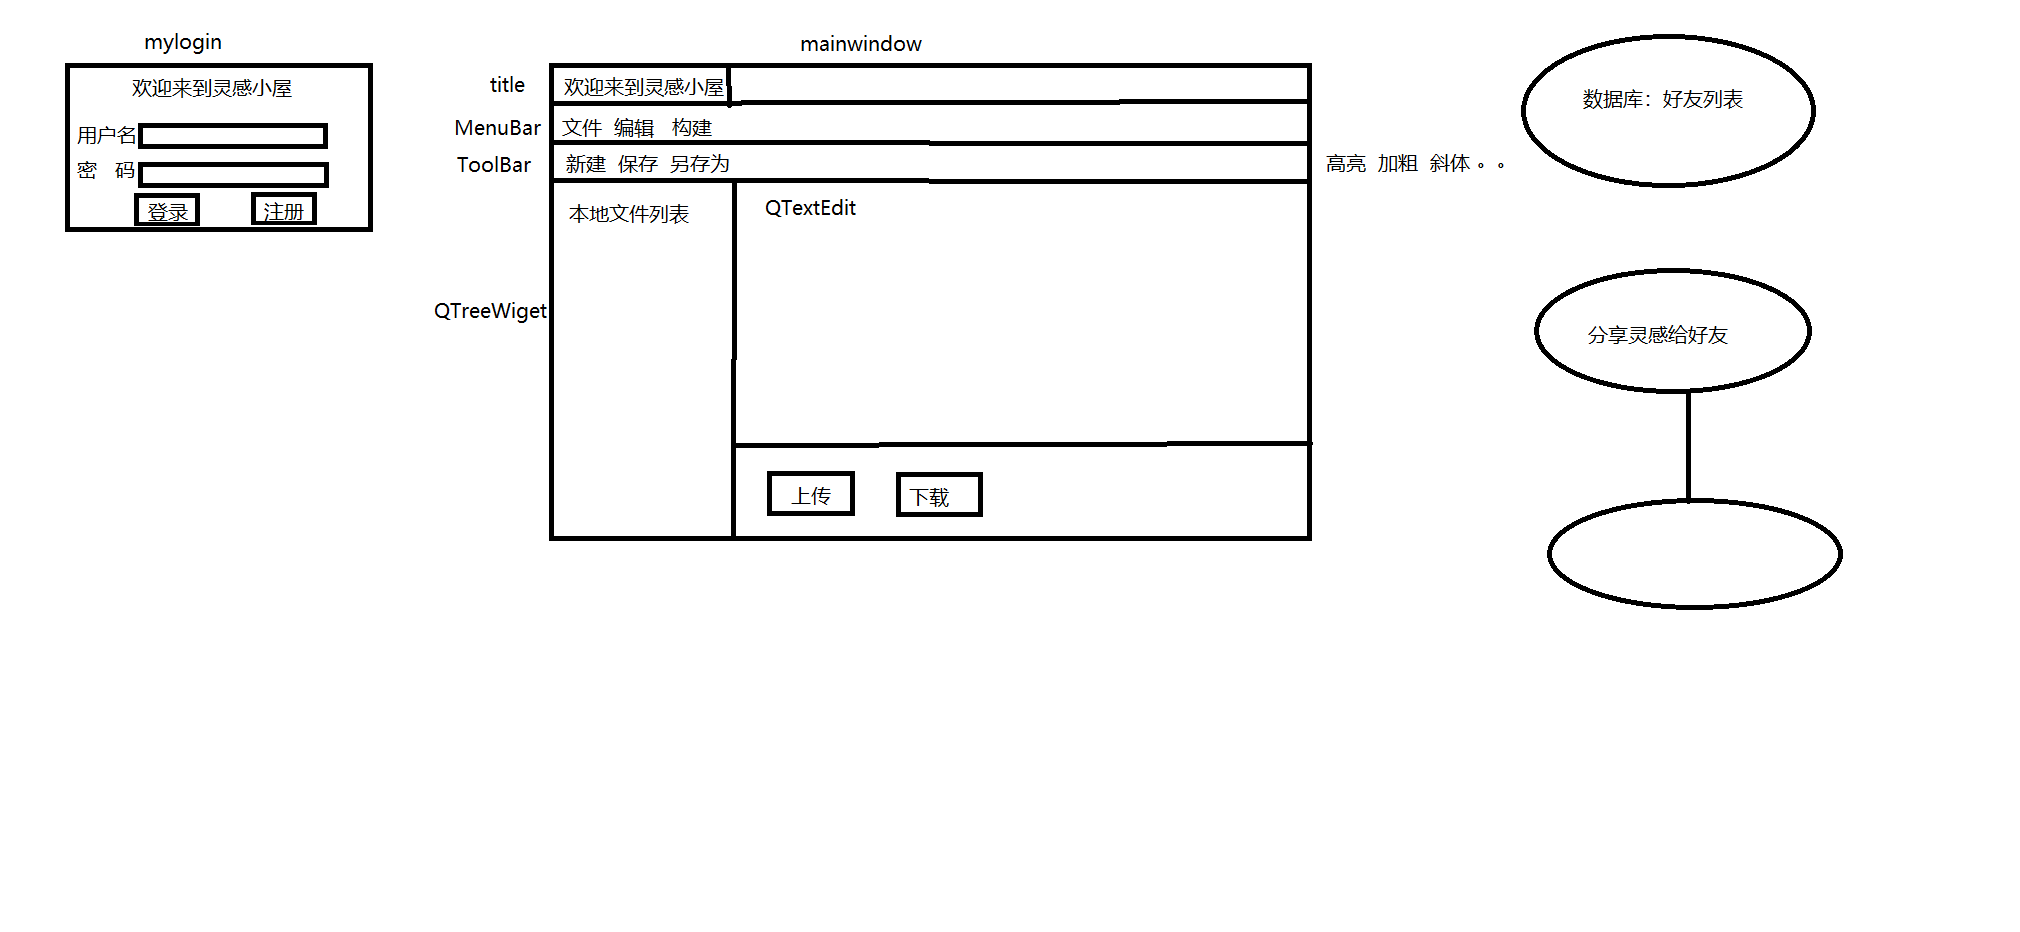 mylogin
欢迎来到灵感小屋
用户名
密 码
登录 注册
mainwindow
title
欢迎来到灵感小屋
MenuBar
文件 编辑 构建
ToolBar
新建 保存 另存为
高亮 加粗 斜体。。
QTreeWiget
本地文件列表
QTextEdit
上传 下载
数据库：好友列表
分享灵感给好友